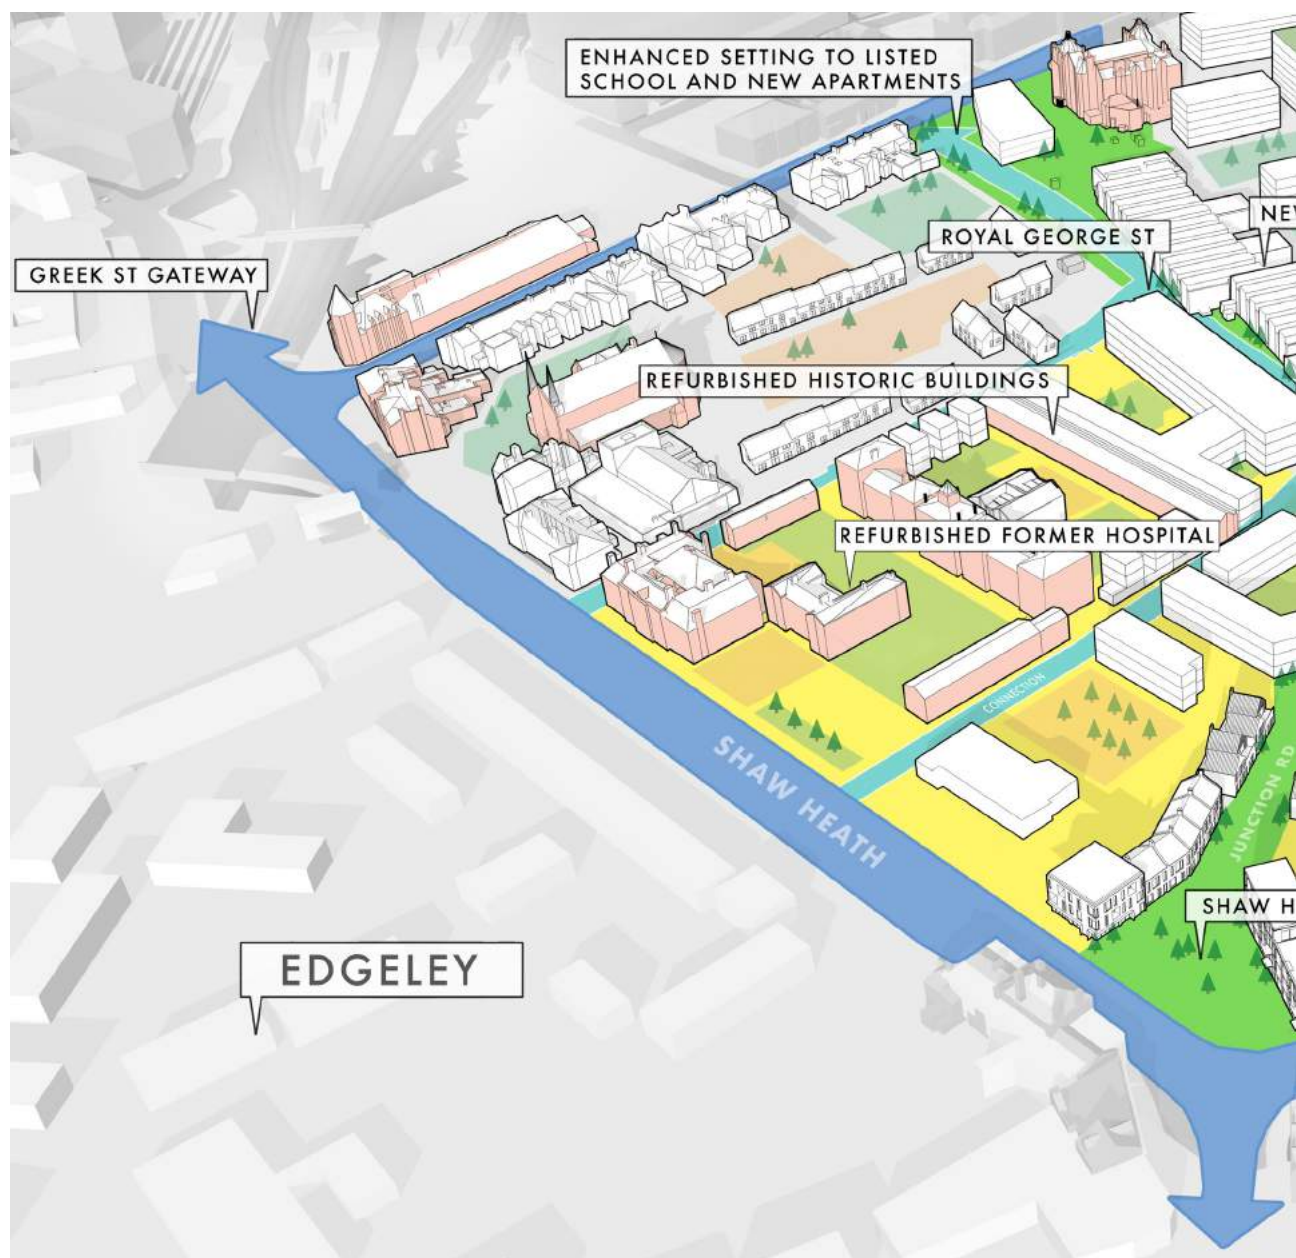 ENHANCED SETTING TO LISTED
SCHOOL AND NEW APARTMENTS
NEW
ROYAL GEORGE ST
GREEK ST GATEWAY
REFURBISHED HISTORIC BUILDINGS
REFURBISHED FORMER HOSPITAL
CONNECTION
SHAW HEATH
JUNCTION RD
SHAW H
EDGELEY